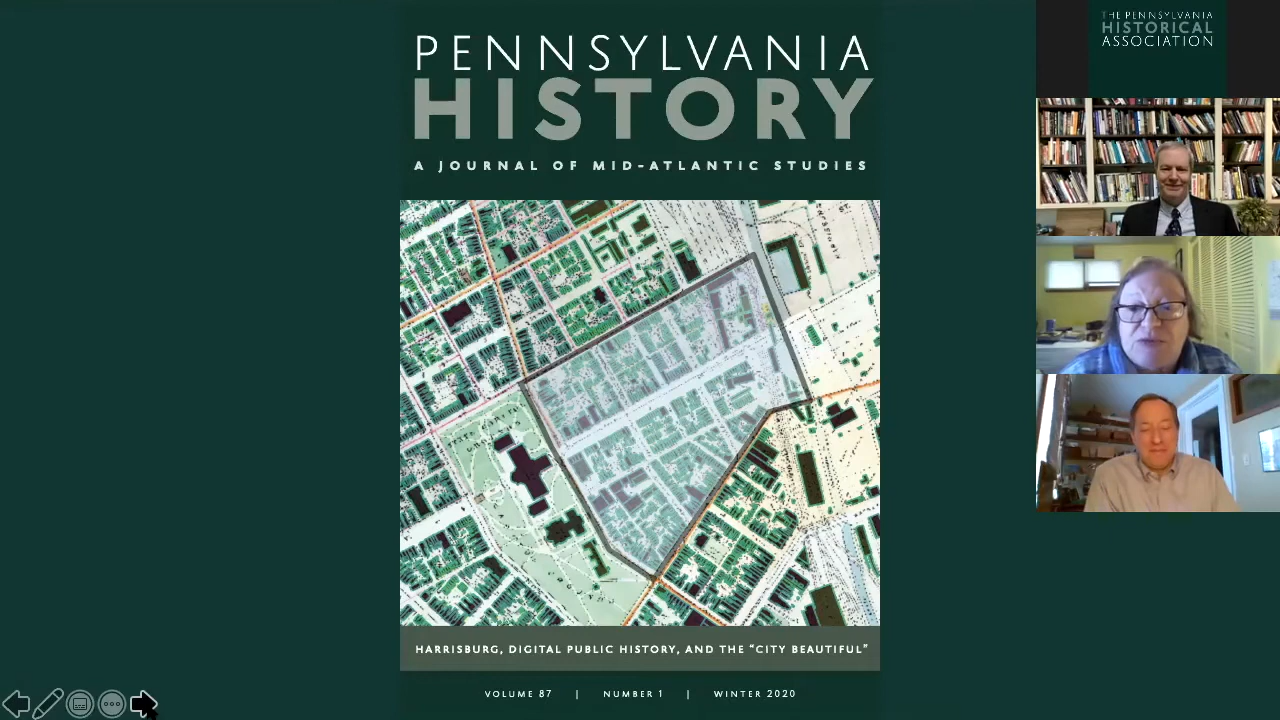 PENNSYLVANIA
HISTORY
A JOURNAL OF MID-ATLANTIC STUDIES
HARRISBURG, DIGITAL PUBLIC HISTORY, AND THE “CITY BEAUTIFUL”
VOLUME 87 | NUMBER 1 | WINTER 2020
THE PENNSYLVANIA
HISTORICAL
ASSOCIATION